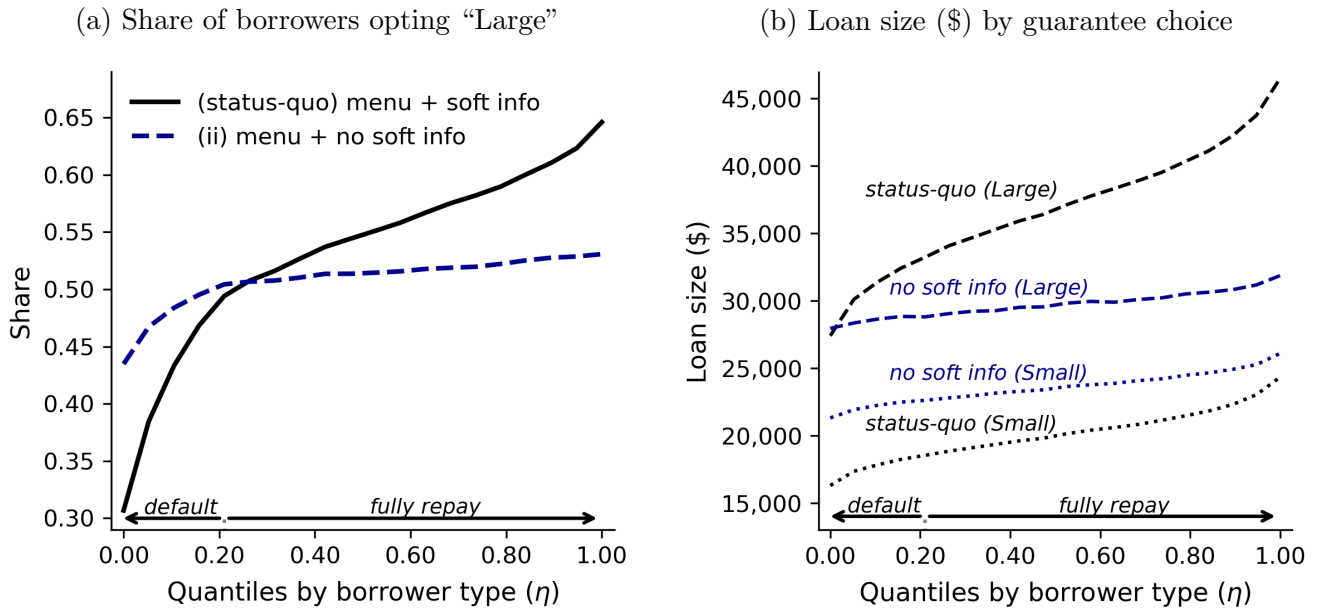 (a) Share of borrowers opting “Large”
(status-quo) menu + soft info
(ii) menu + no soft info
Share
0.65
0.60
0.55
0.50
0.45
0.40
0.35
0.30
default
fully repay
0.00 0.20 0.40 0.60 0.80 1.00
Quantiles by borrower type (η)
(b) Loan size ($) by guarantee choice
Loan size ($)
45,000
40,000
35,000
30,000
25,000
20,000
15,000
status-quo (Large)
no soft info (Large)
no soft info (Small)
status-quo (Small)
default
fully repay
0.00 0.20 0.40 0.60 0.80 1.00
Quantiles by borrower type (η)